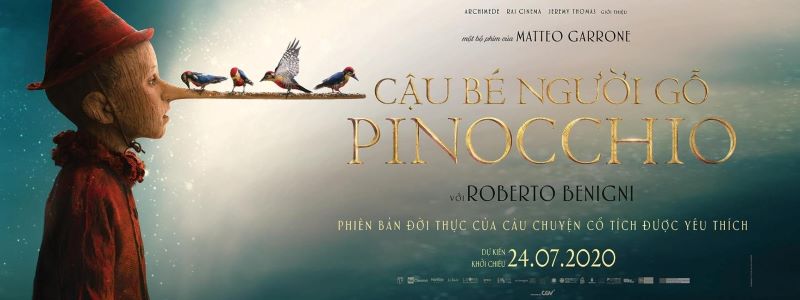 ARCHIMEDE RAI CINEMA JEREMY THOMAS GIỚI THIỆU
một bộ phim của MATTEO GARRONE
CẬU BÉ NGƯỜI GỖ
PINOCCHIO
VỚI ROBERTO BENIGNI
PHIÊN BẢN ĐỜI THỰC CỦA CÂU CHUYỆN CỔ TÍCH ĐƯỢC YÊU THÍCH
DỰ KIẾN
KHỞI CHIẾU 24.07.2020
CGV